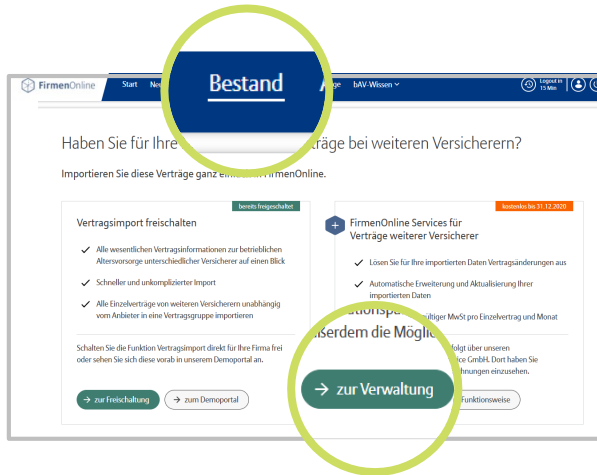 FirmenOnline Start Bestand bAV-Wissen Logout in
15 Min
Haben Sie für Ihre träge bei weiteren Versicherern?
Importieren Sie diese Verträge ganz FirmenOnline.
bereits freigeschaltet
Vertragsimport freischalten
Alle wesentlichen Vertragsinformationen zur betrieblichen
Altersvorsorge unterschiedlicher Versicherer auf einen Blick
Schneller und unkomplizierter Import
Alle Einzelverträge von weiteren Versicherern unabhängig
vom Anbieter in eine Vertragsgruppe importieren
Schalten Sie die Funktion Vertragsimport direkt für Ihre Firma frei
oder sehen Sie sich diese vorab in unserem Demoportal an.
→ zur Freischaltung → zum Demoportal
kostenlos bis 31.12.2020
FirmenOnline Services für
Verträge weiterer Versicherer
Lösen Sie für Ihre importierten Daten Vertragsänderungen aus
Automatische Erweiterung und Aktualisierung Ihrer
importierten Daten
ültiger MwSt pro Einzelvertrag und Monat
ßerdem die Möglic
folgt über unseren
ice GmbH. Dort haben Sie
hnungen einzusehen.
→ zur Verwaltung
Funktionsweise